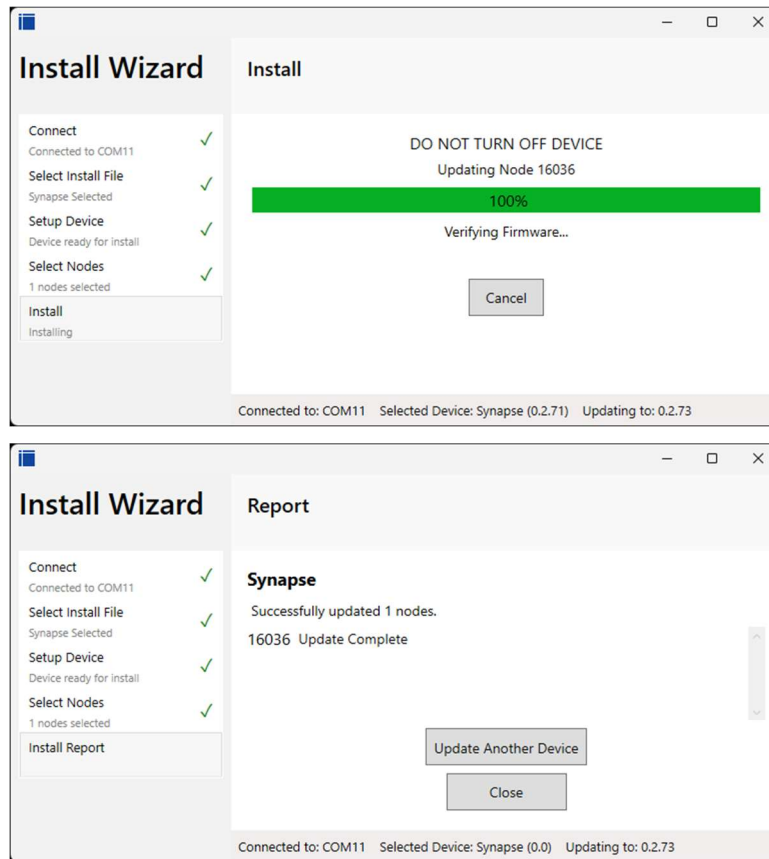 Install Wizard
Install
Connect
Connected to COM11
Select Install File
Synapse Selected
Setup Device
Device ready for install
Select Nodes
1 nodes selected
Install
Installing
DO NOT TURN OFF DEVICE
Updating Node 16036
100%
Verifying Firmware...
Cancel
Connected to: COM11 Selected Device: Synapse (0.2.71) Updating to: 0.2.73
Install Wizard
Report
Connect
Connected to COM11
Select Install File
Synapse Selected
Setup Device
Device ready for install
Select Nodes
1 nodes selected
Install Report
Synapse
Successfully updated 1 nodes.
16036 Update Complete
Update Another Device
Close
Connected to: COM11 Selected Device: Synapse (0.0) Updating to: 0.2.73